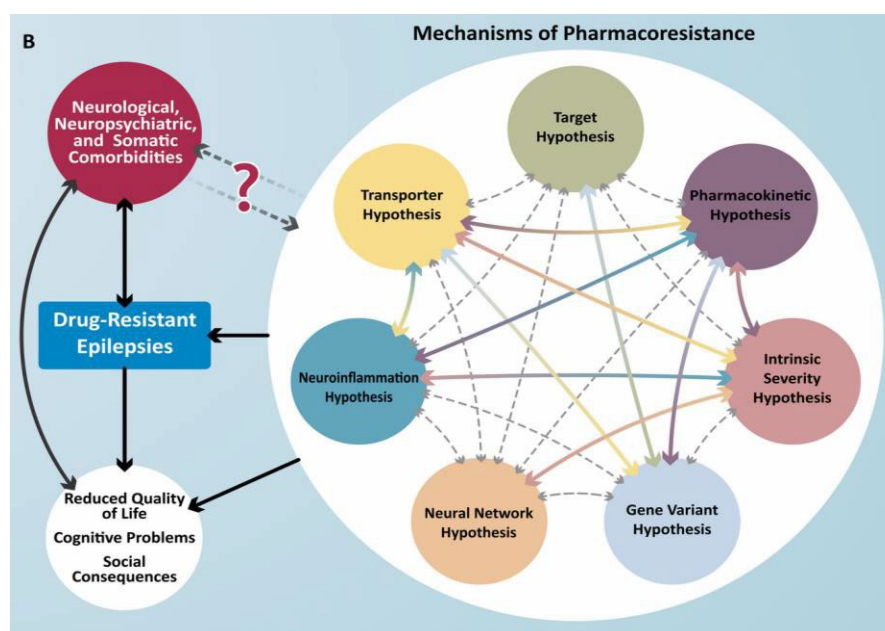 B
Mechanisms of Pharmacoresistance
Neurological,
Neuropsychiatric,
and Somatic
Comorbidities
?
Target
Hypothesis
Transporter
Hypothesis
Pharmacokinetic
Hypothesis
Drug-Resistant
Epilepsies
Neuroinflammation
Hypothesis
Intrinsic
Severity
Hypothesis
Reduced Quality
of Life
Cognitive Problems
Social
Consequences
Neural Network
Hypothesis
Gene Variant
Hypothesis